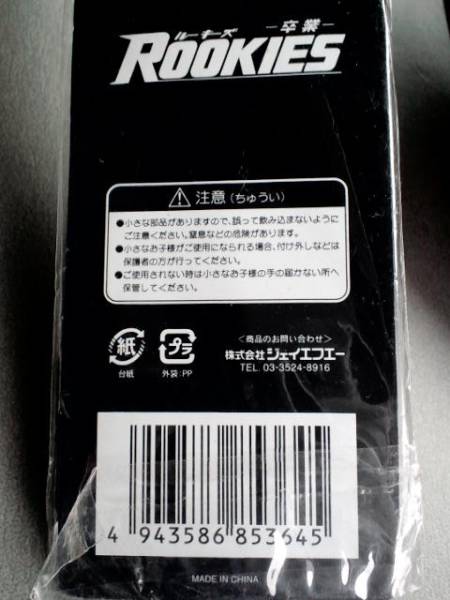 ルーキーズ
-卒業-
ROOKIES
注意(ちゅうい)
●小さな部品がありますので、誤って飲み込まないように
ご注意ください。窒息などの危険があります。
●小さなお子様がご使用になられる場合、付け外しなどは
保護者の方が行ってください。
●ご使用されない時は小さなお子様の手の届かない所へ
保管してください。
紙
台紙
プラ
外袋:PP
<商品のお問い合わせ>
株式会社 ジェイエフエー
TEL. 03-3524-8916
4 943586 853645
MADE IN CHINA